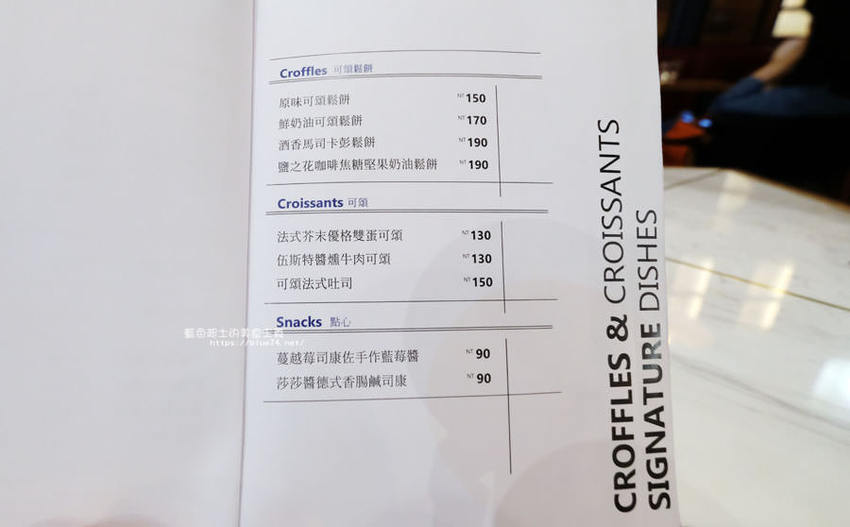 Croffles 可頌鬆餅
原味可頌鬆餅 NT 150
鮮奶油可頌鬆餅 NT 170
酒香馬司卡彭鬆餅 NT 190
鹽之花咖啡焦糖堅果奶油鬆餅 NT 190
Croissants 可頌
法式芥末優格雙蛋可頌 NT 130
伍斯特醬燻牛肉可頌 NT 130
可頌法式吐司 NT 150
Snacks 點心
蔓越莓司康佐手作藍莓醬 NT 90
莎莎醬德式香腸鹹司康 NT 90
CROFFLES & CROISSANTS
SIGNATURE DISHES
https://blue74.net/